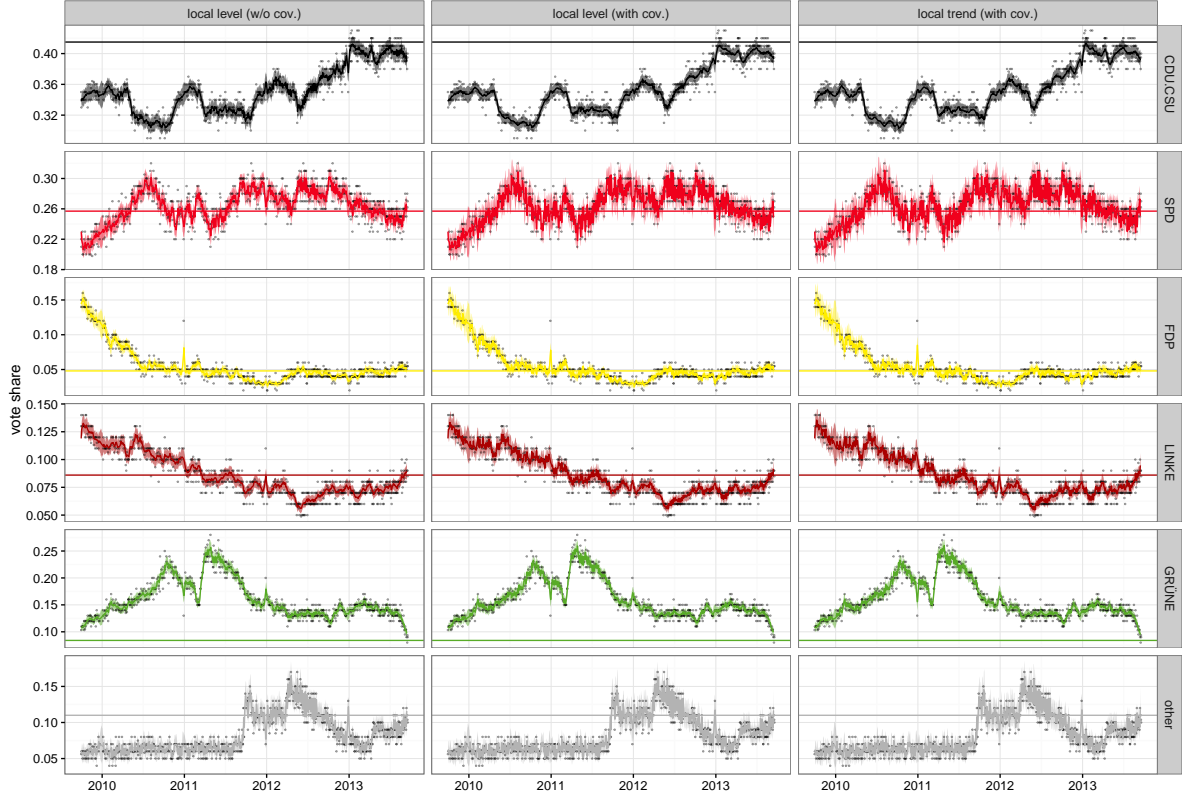 local level (w/o cov.) local level (with cov.) local trend (with cov.)
0.40
0.36
0.32
CDU.CSU
0.30
0.26
0.22
0.18
SPD
0.15
0.10
0.05
FDP
vote share
0.150
0.125
0.100
0.075
0.050
LINKE
0.25
0.20
0.15
0.10
GRÜNE
0.15
0.10
0.05
other
2010 2011 2012 2013 2010 2011 2012 2013 2010 2011 2012 2013